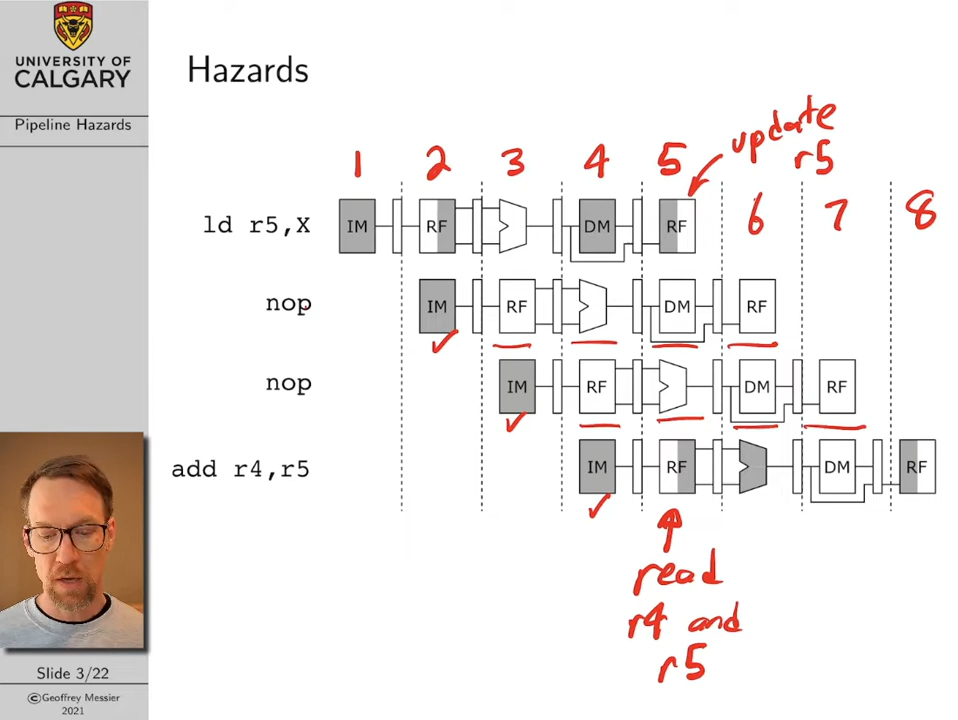 UNIVERSITY OF
CALGARY
Pipeline Hazards
Hazards
update
r5
1 2 3 4 5
6 7 8
ld r5,X IM RF DM RF
nop IM RF DM RF
nop IM RF DM RF
add r4,r5 IM RF DM RF
read
r4 and
r5
Slide 3/22
©Geoffrey Messier
2021